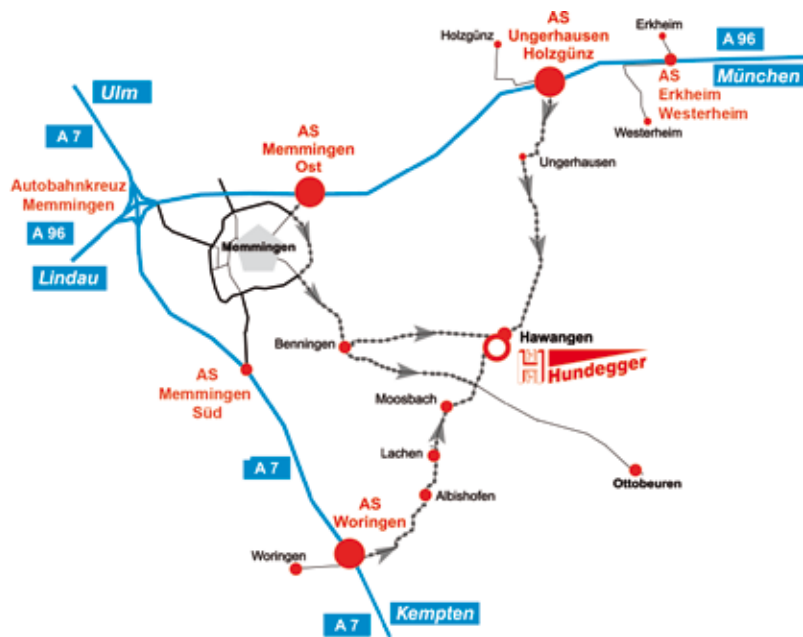 AS
Ungerhausen
Holzgünz
Holzgünz
Erkheim
A 96
München
AS
Erkheim
Westerheim
Westerheim
Ulm
A 7
AS
Memmingen
Ost
Ungerhausen
Autobahnkreuz
Memmingen
A 96
Lindau
Memmingen
Benningen
Hawangen
Hundegger
AS
Memmingen
Süd
Moosbach
Lachen
A 7
Albishofen
Ottobeuren
AS
Woringen
Woringen
A 7
Kempten